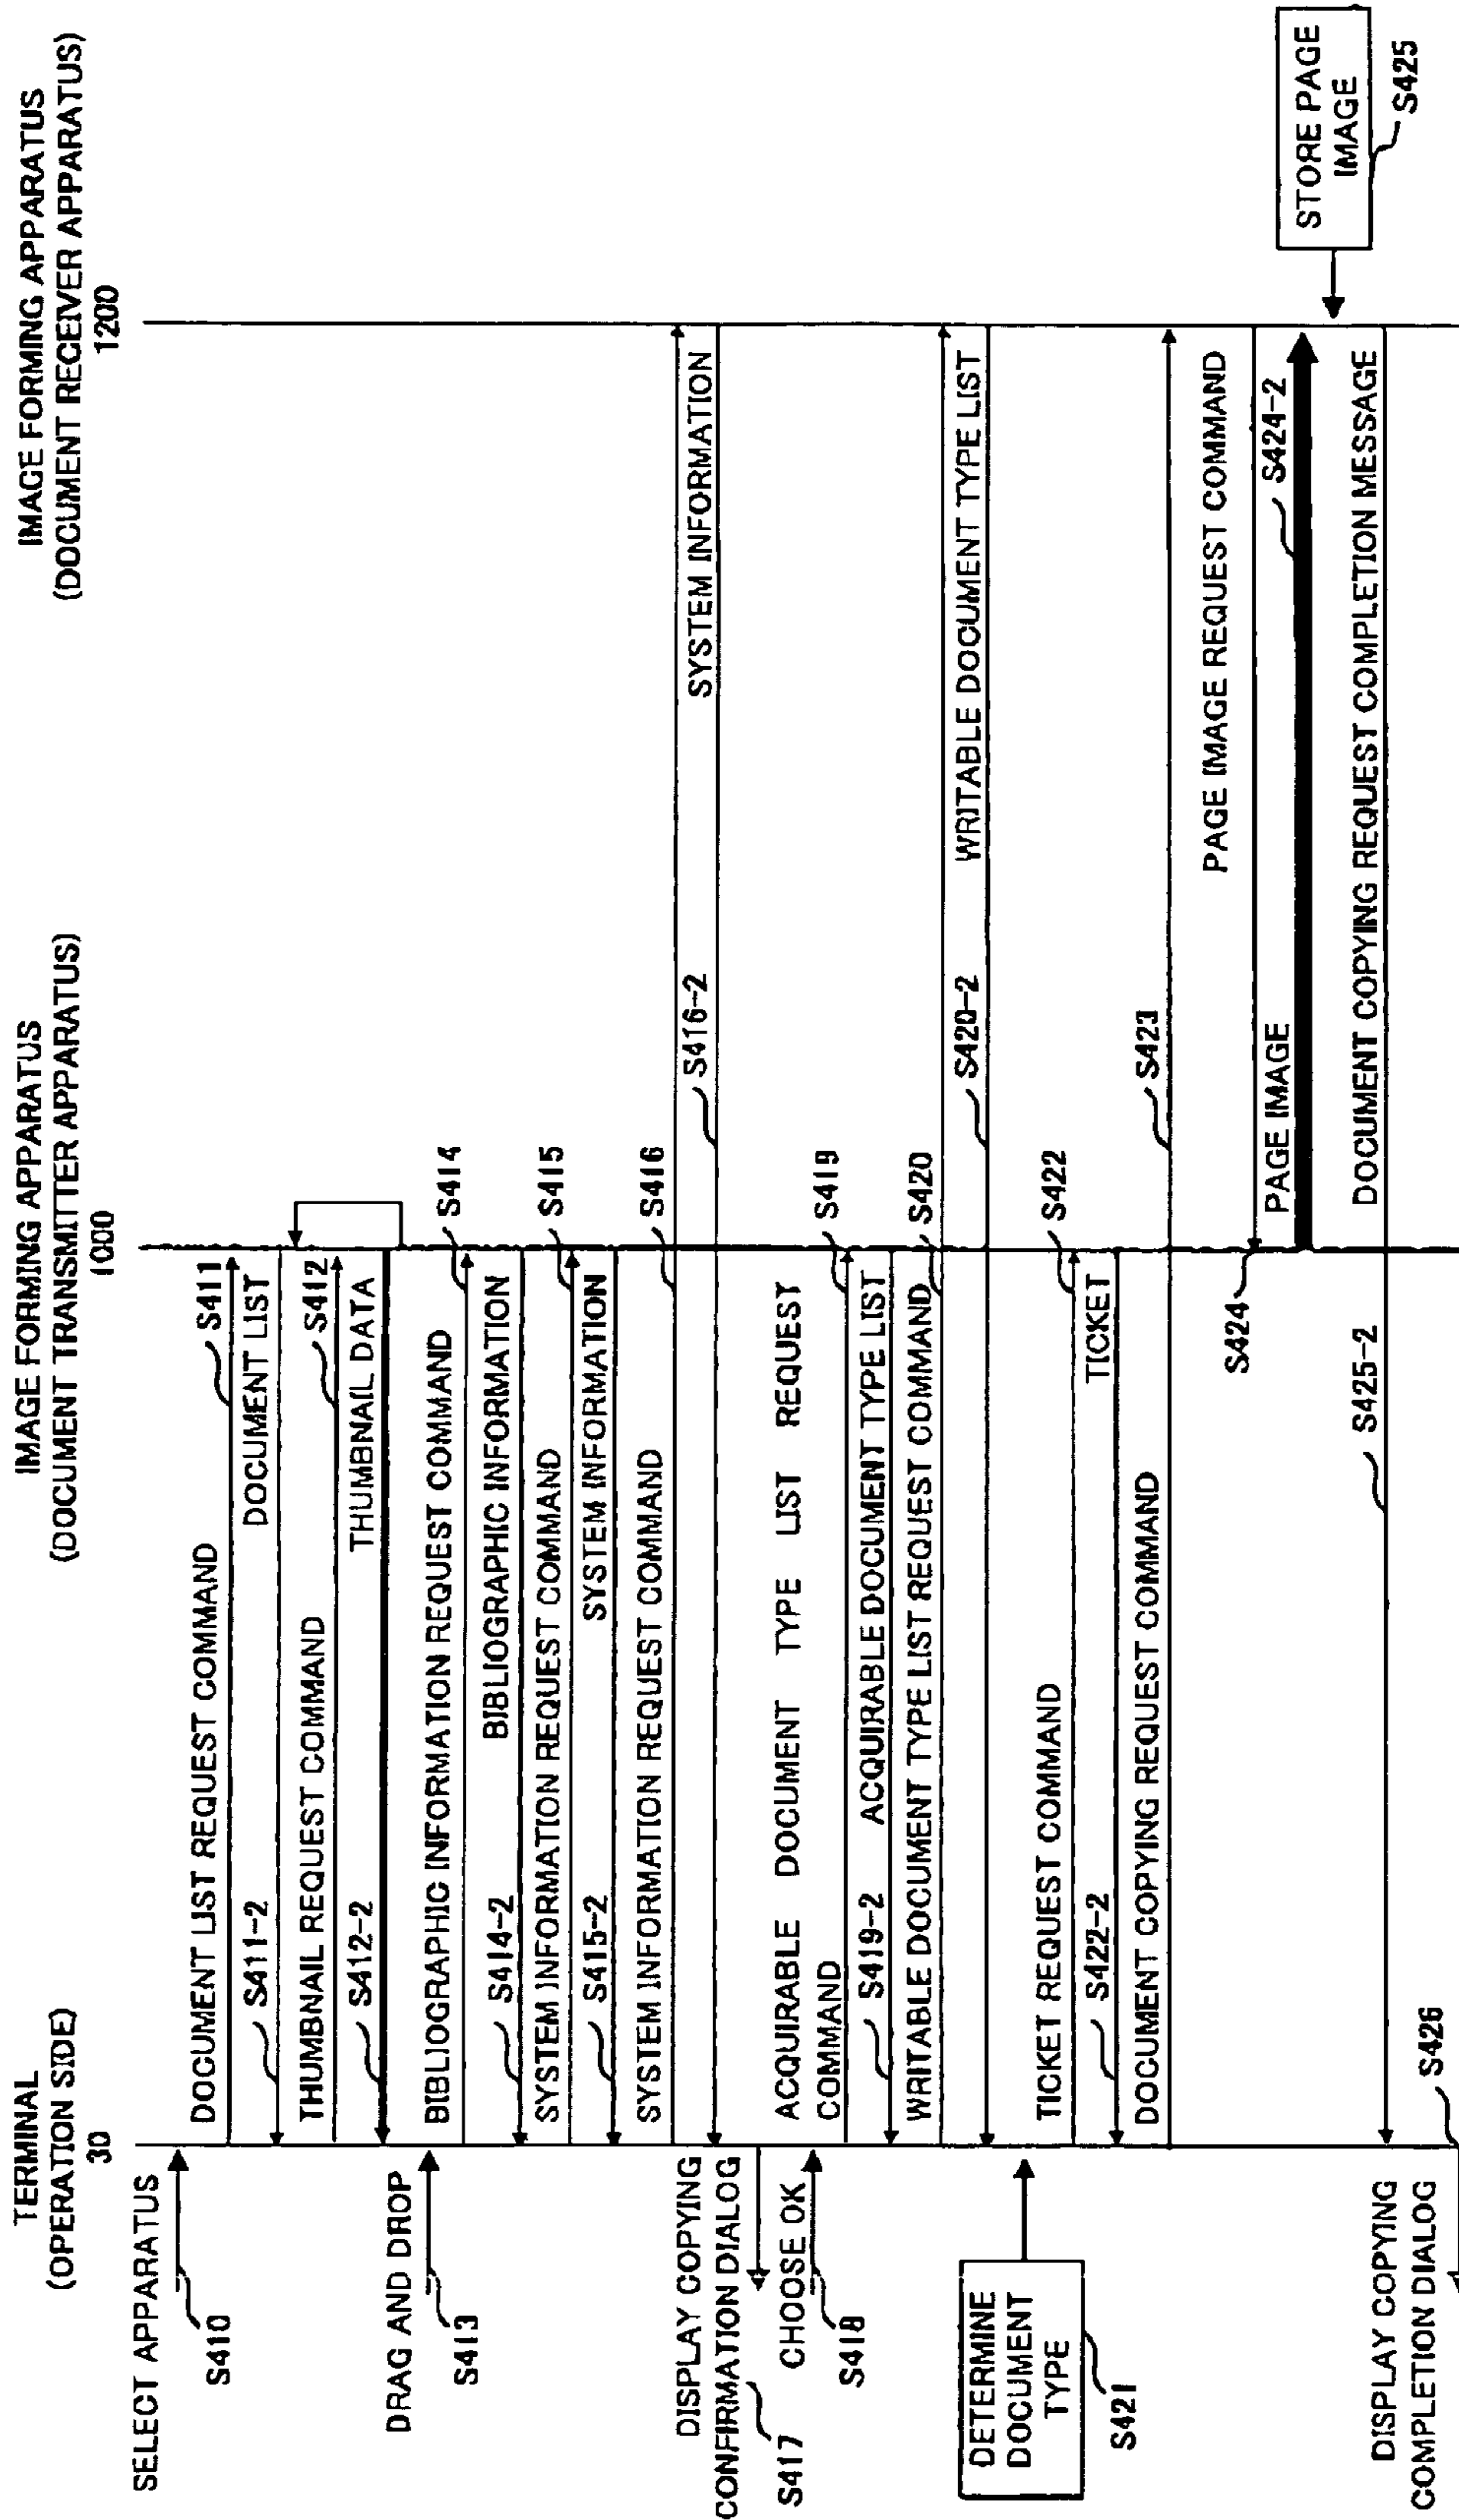 TERMINAL
(OPERATION SIDE)
30
IMAGE FORMING APPARATUS
(DOCUMENT TRANSMITTER APPARATUS)
1000
IMAGE FORMING APPARATUS
(DOCUMENT RECEIVER APPARATUS)
1200
SELECT APPARATUS
S410
DOCUMENT LIST REQUEST COMMAND
S411
S411-2
DOCUMENT LIST
THUMBNAIL REQUEST COMMAND
S412
S412-2
THUMBNAIL DATA
DRAG AND DROP
S413
BIBLIOGRAPHIC INFORMATION REQUEST COMMAND
S414
S414-2
BIBLIOGRAPHIC INFORMATION
SYSTEM INFORMATION REQUEST COMMAND
S415
S415-2
SYSTEM INFORMATION
SYSTEM INFORMATION REQUEST COMMAND
S416
S416-2
SYSTEM INFORMATION
DISPLAY COPYING
CONFIRMATION DIALOG
S417
CHOOSE OK
S418
ACQUIRABLE DOCUMENT TYPE LIST REQUEST
COMMAND
S419
S419-2
ACQUIRABLE DOCUMENT TYPE LIST
WRITABLE DOCUMENT TYPE LIST REQUEST COMMAND
S420
S420-2
WRITABLE DOCUMENT TYPE LIST
DETERMINE
DOCUMENT
TYPE
S421
TICKET REQUEST COMMAND
S422
S422-2
TICKET
DOCUMENT COPYING REQUEST COMMAND
S423
PAGE IMAGE REQUEST COMMAND
S424
PAGE IMAGE
S424-2
STORE PAGE
IMAGE
S425
DOCUMENT COPYING REQUEST COMPLETION MESSAGE
S425-2
DISPLAY COPYING
COMPLETION DIALOG
S426